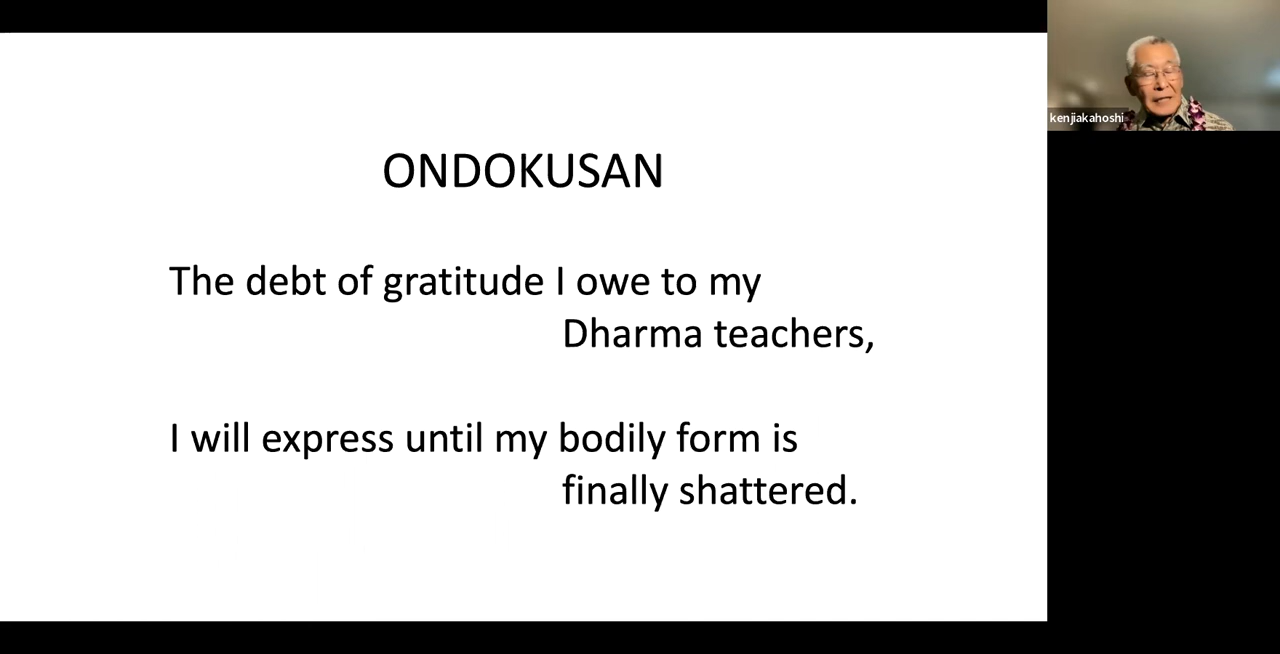 ONDOKUSAN
The debt of gratitude I owe to my
Dharma teachers,
I will express until my bodily form is
finally shattered.
kenjiakahoshi